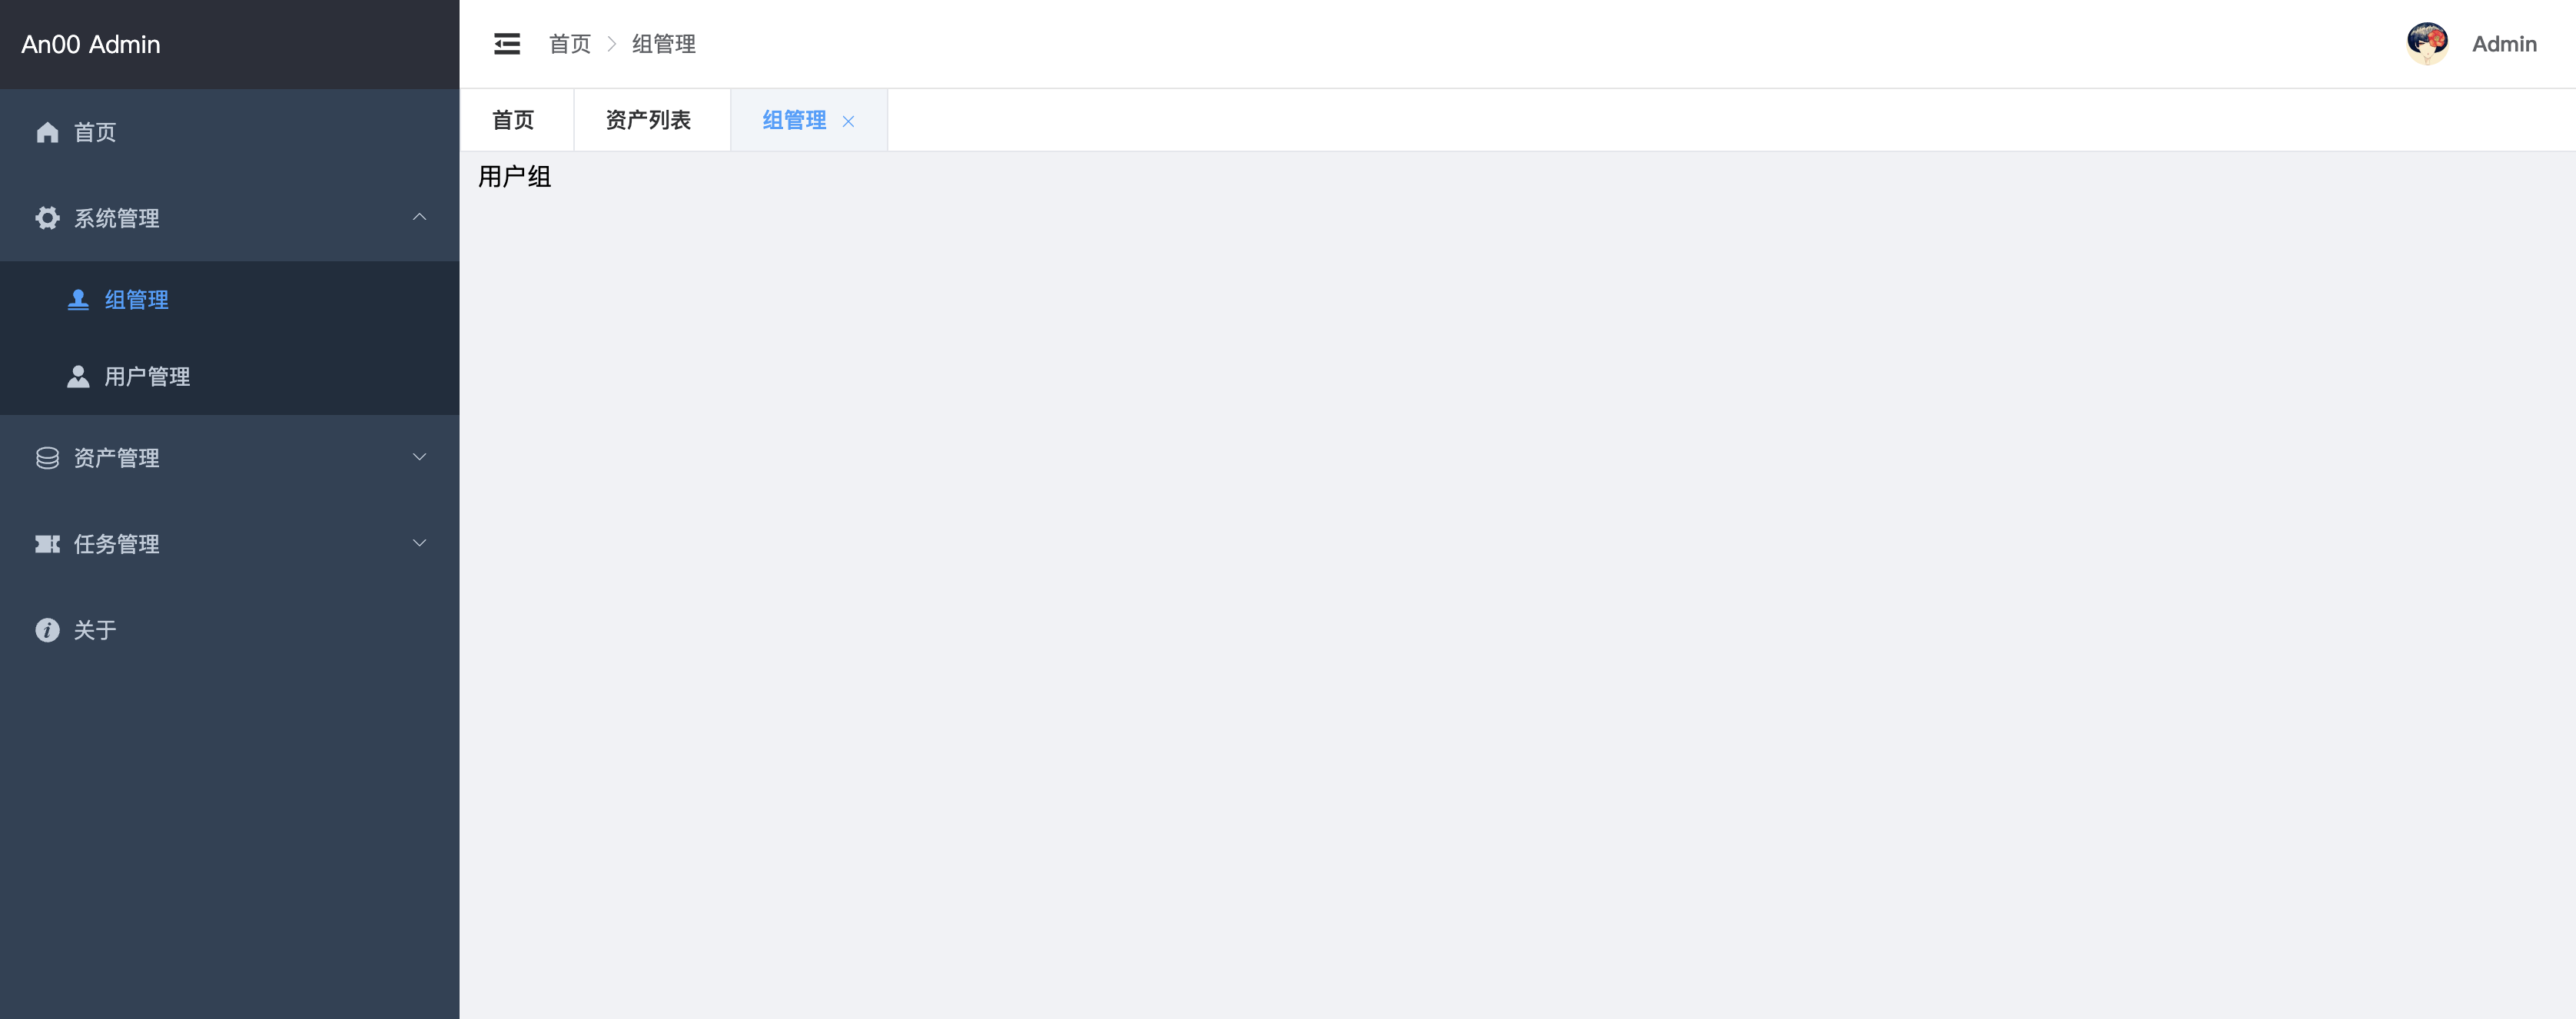 An00 Admin
首页
系统管理
组管理
用户管理
资产管理
任务管理
关于
首页 > 组管理
Admin
首页 资产列表 组管理 ×
用户组